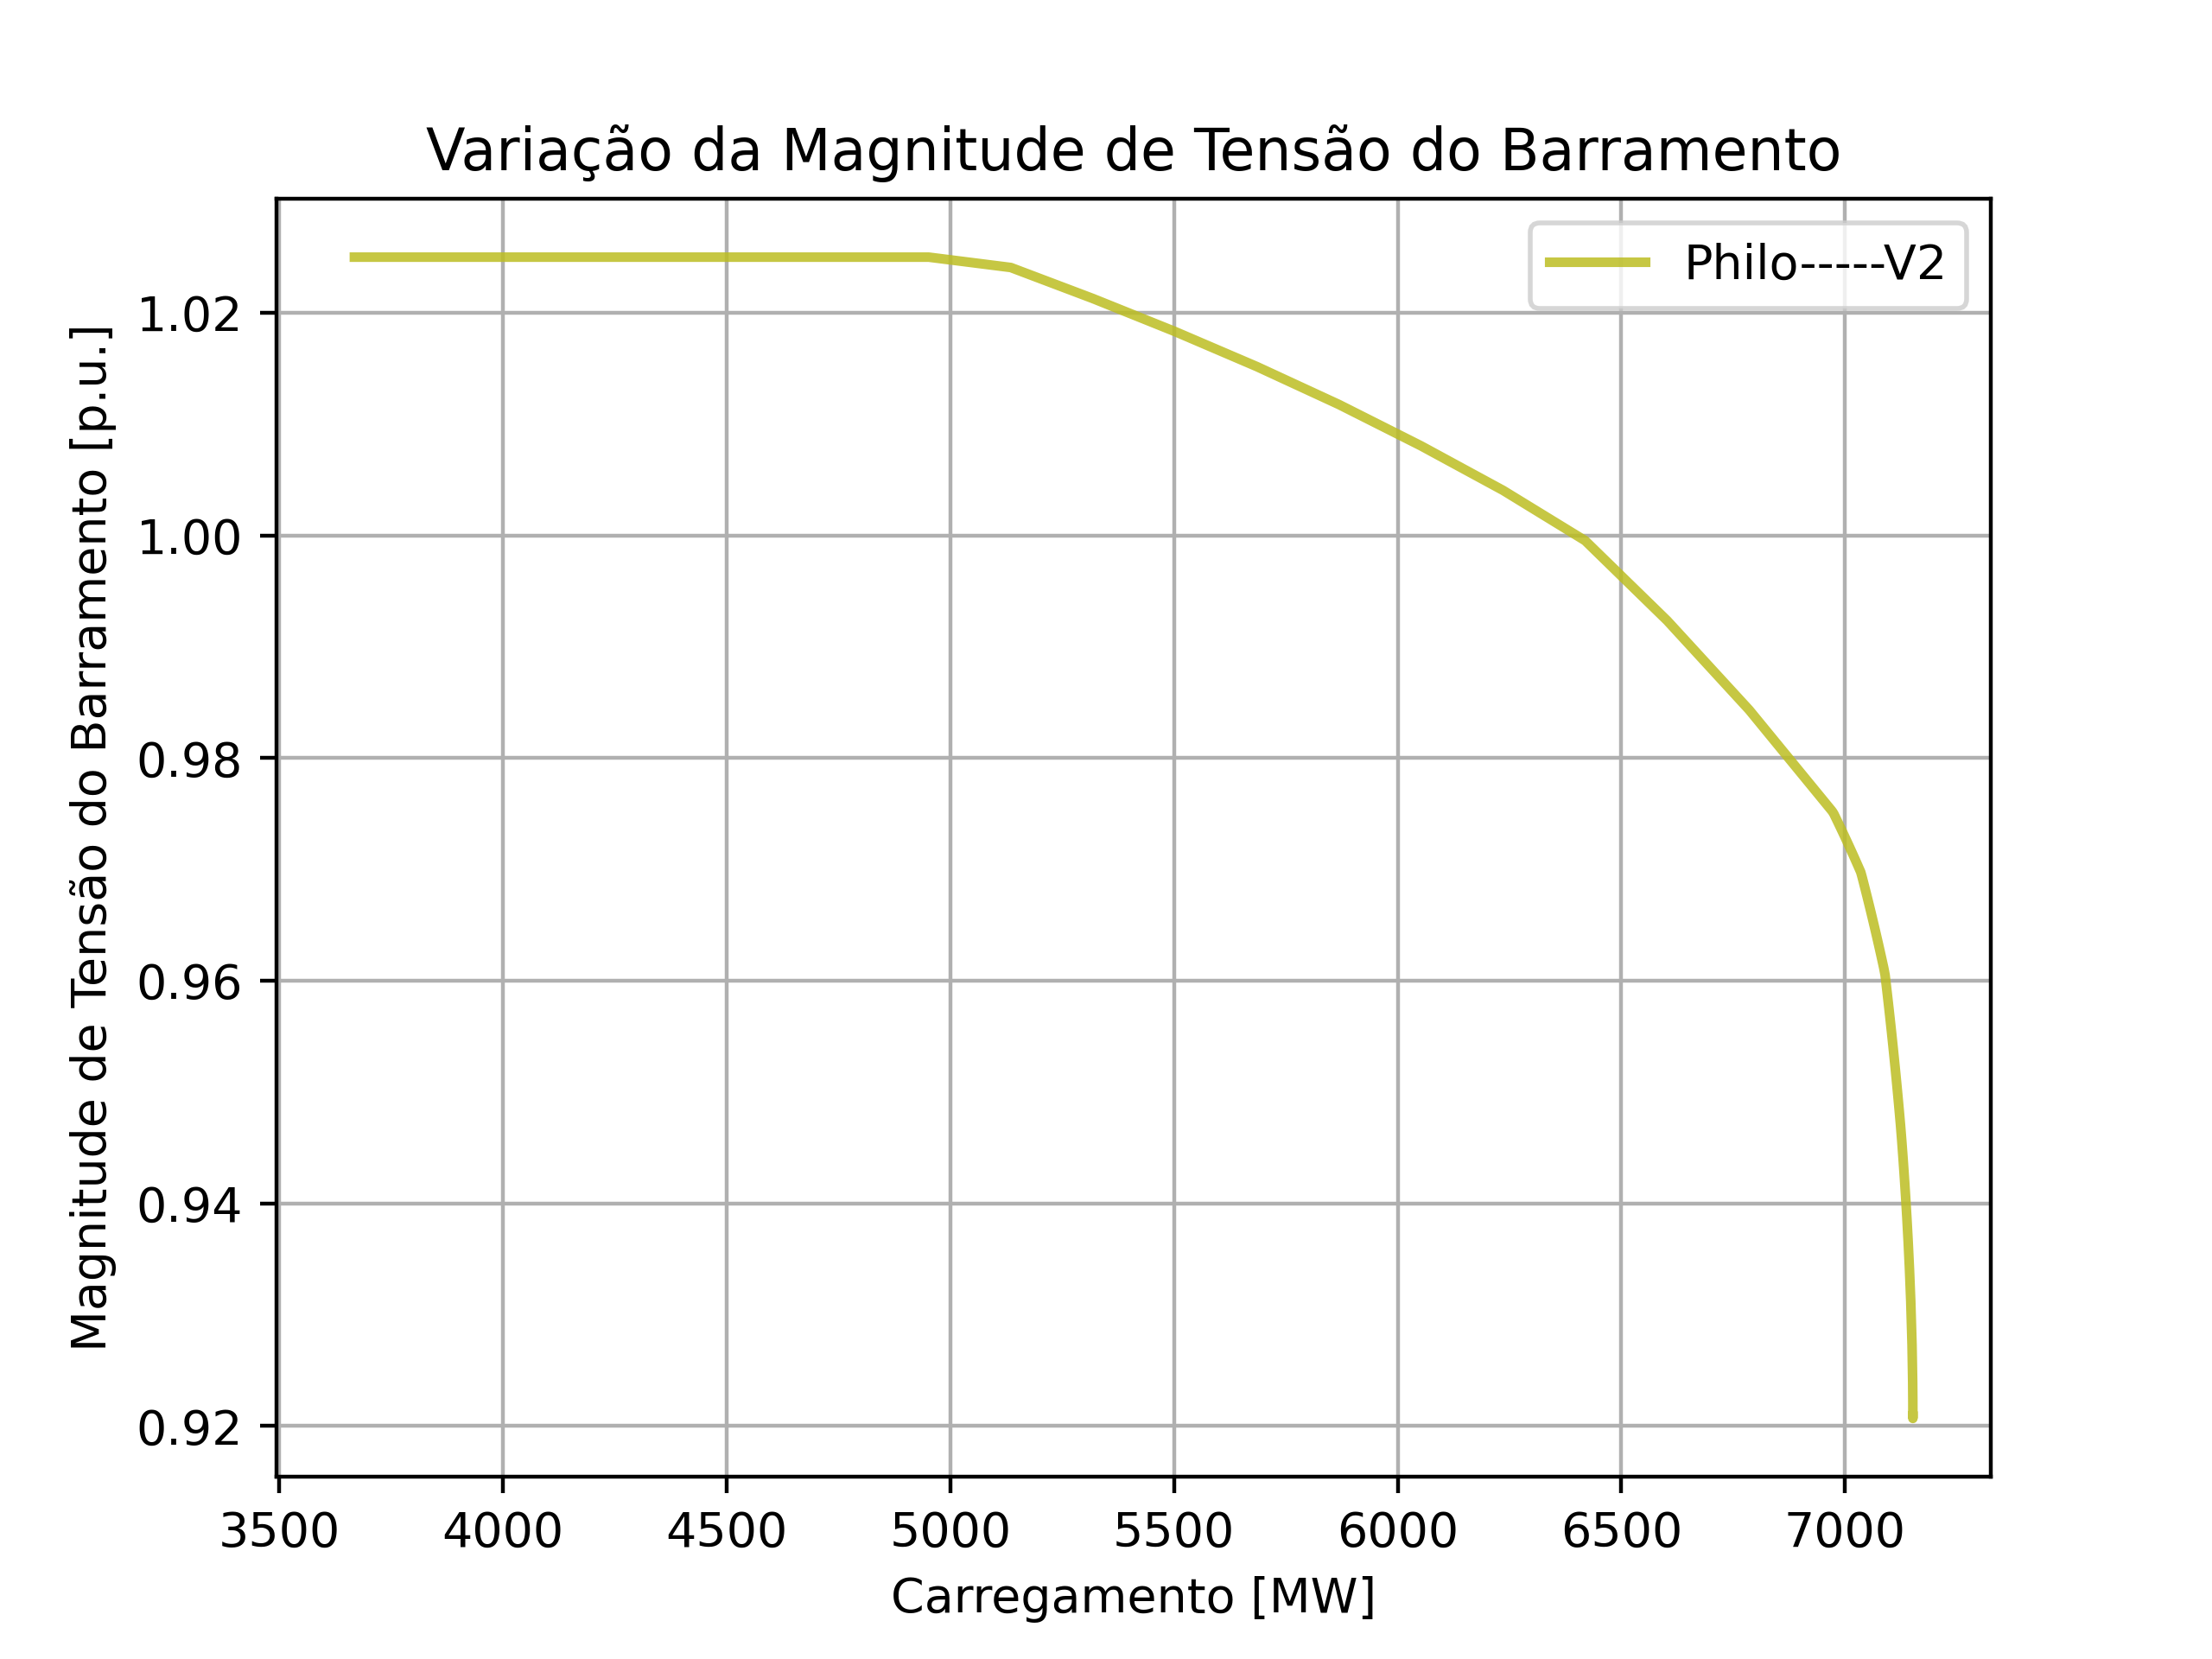 Variação da Magnitude de Tensão do Barramento
Philo-----V2
Magnitude de Tensão do Barramento [p.u.]
1.02
1.00
0.98
0.96
0.94
0.92
3500 4000 4500 5000 5500 6000 6500 7000
Carregamento [MW]